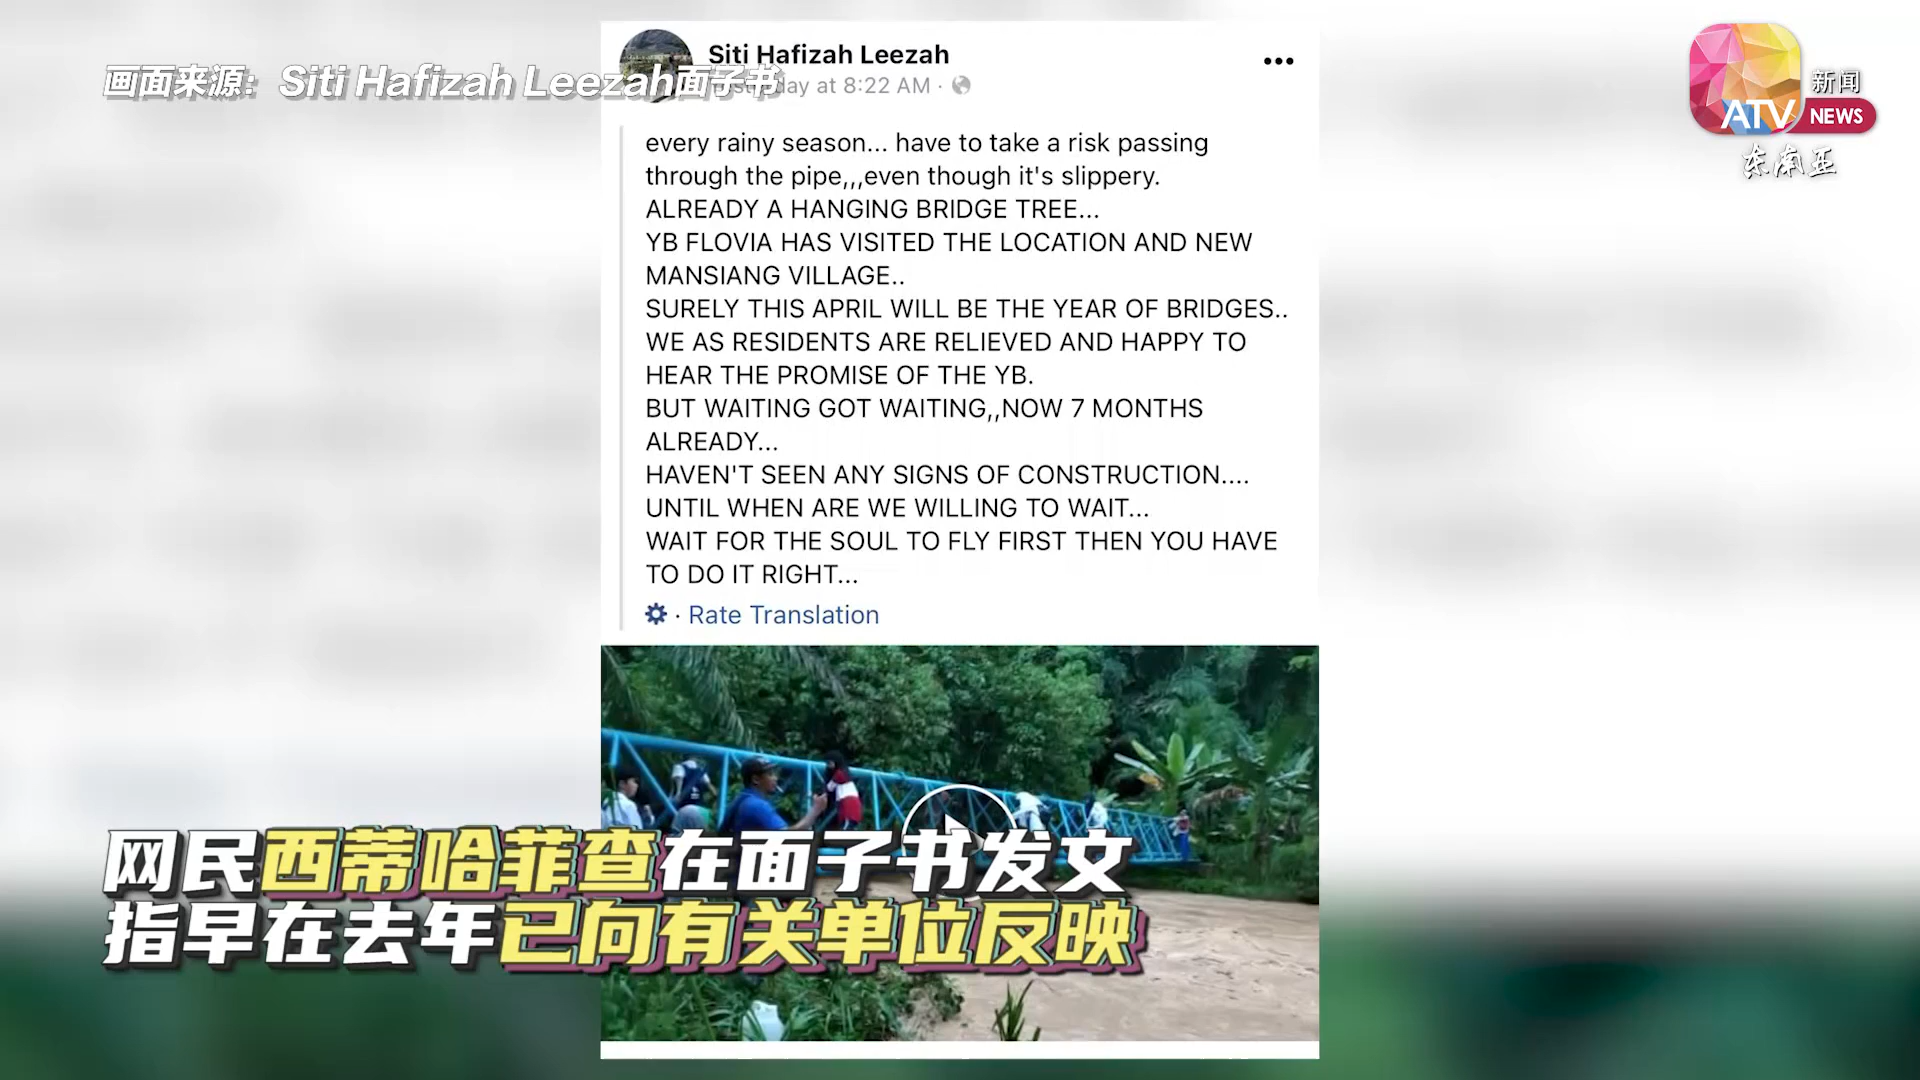 Siti Hafizah Leezah
画面来源：Siti Hafizah Leezah面子书
day at 8:22 AM ·
every rainy season... have to take a risk passing
through the pipe,,,even though it's slippery.
ALREADY A HANGING BRIDGE TREE...
YB FLOVIA HAS VISITED THE LOCATION AND NEW
MANSIANG VILLAGE..
SURELY THIS APRIL WILL BE THE YEAR OF BRIDGES..
WE AS RESIDENTS ARE RELIEVED AND HAPPY TO
HEAR THE PROMISE OF THE YB.
BUT WAITING GOT WAITING,,NOW 7 MONTHS
ALREADY...
HAVEN'T SEEN ANY SIGNS OF CONSTRUCTION....
UNTIL WHEN ARE WE WILLING TO WAIT...
WAIT FOR THE SOUL TO FLY FIRST THEN YOU HAVE
TO DO IT RIGHT...
· Rate Translation
新闻
ATV NEWS
东南亚
网民西蒂哈菲查在面子书发文
指早在去年已向有关单位反映